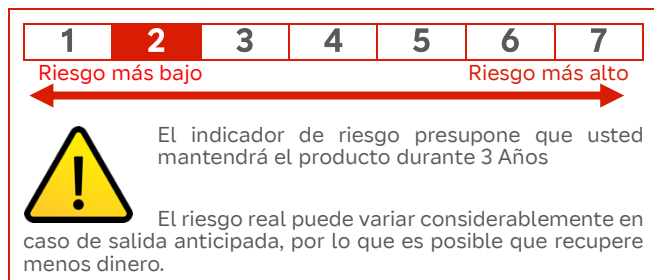 1 2 3 4 5 6 7
Riesgo más bajo Riesgo más alto
El indicador de riesgo presupone que usted
mantendrá el producto durante 3 Años
El riesgo real puede variar considerablemente en
caso de salida anticipada, por lo que es posible que recupere
menos dinero.